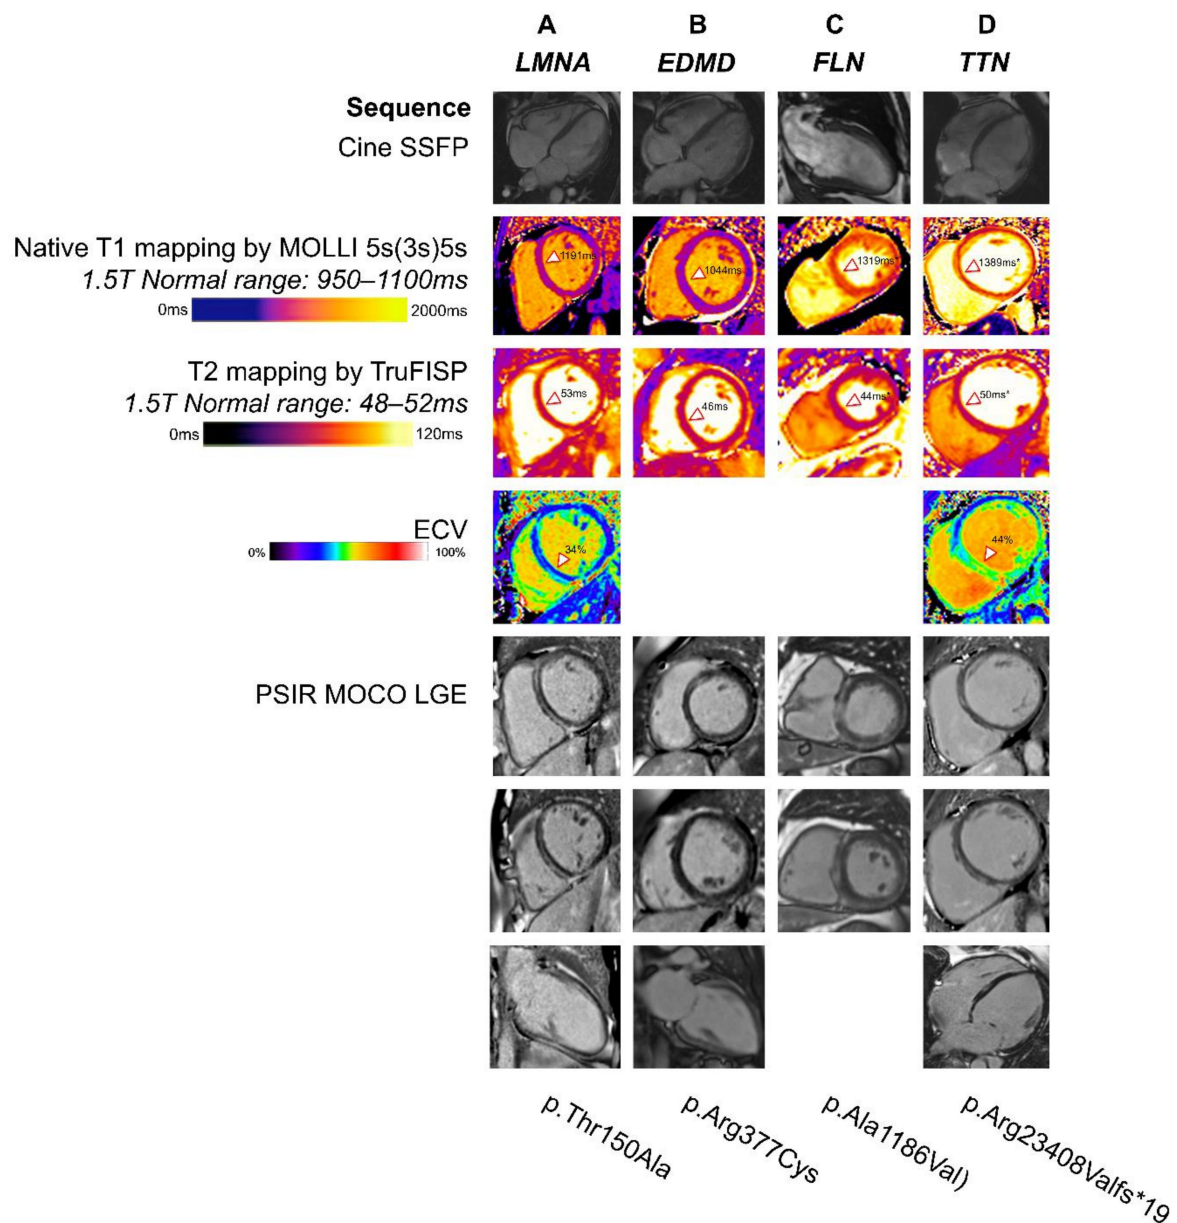 A B C D
LMNA EDMD FLN TTN
Sequence
Cine SSFP
Native T1 mapping by MOLLI 5s(3s)5s
1.5T Normal range: 950–1100ms
0ms 2000ms
1191ms 1044ms 1319ms* 1389ms*
T2 mapping by TruFISP
1.5T Normal range: 48–52ms
0ms 120ms
53ms 46ms 44ms* 50ms*
ECV
0% 100%
34% 44%
PSIR MOCO LGE
p.Thr150Ala
p.Arg377Cys
p.Ala1186Val)
p.Arg23408Valfs*19